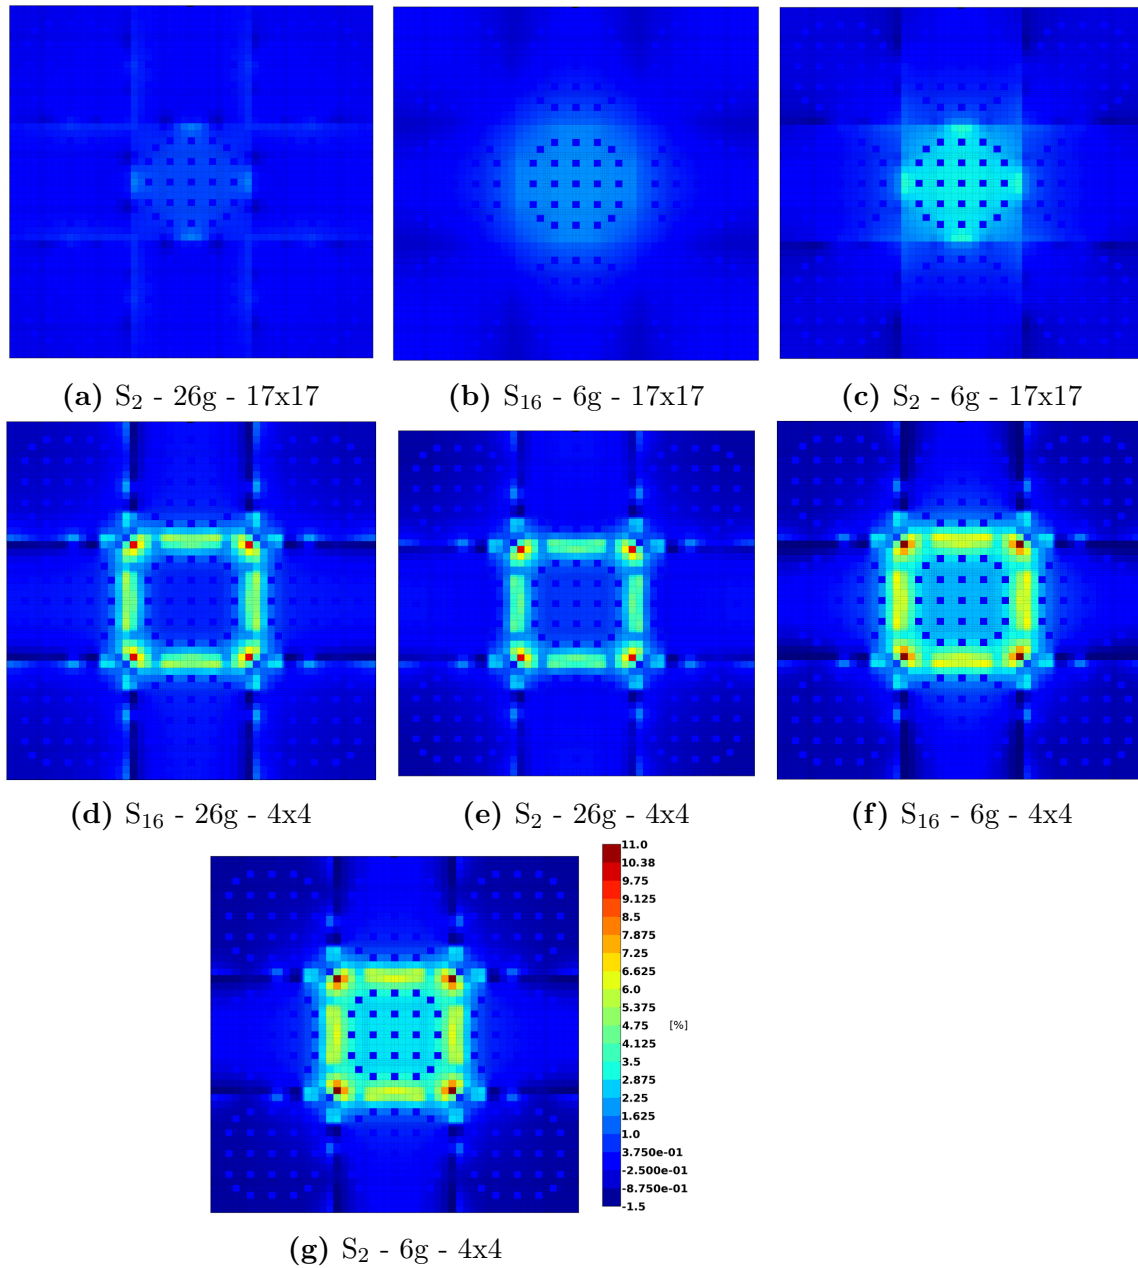 (a) S₂ - 26g - 17x17
(b) S₁₆ - 6g - 17x17
(c) S₂ - 6g - 17x17
(d) S₁₆ - 26g - 4x4
(e) S₂ - 26g - 4x4
(f) S₁₆ - 6g - 4x4
11.0
10.38
9.75
9.125
8.5
7.875
7.25
6.625
6.0
5.375
4.75
[%]
4.125
3.5
2.875
2.25
1.625
1.0
3.750e-01
-2.500e-01
-8.750e-01
-1.5
(g) S₂ - 6g - 4x4